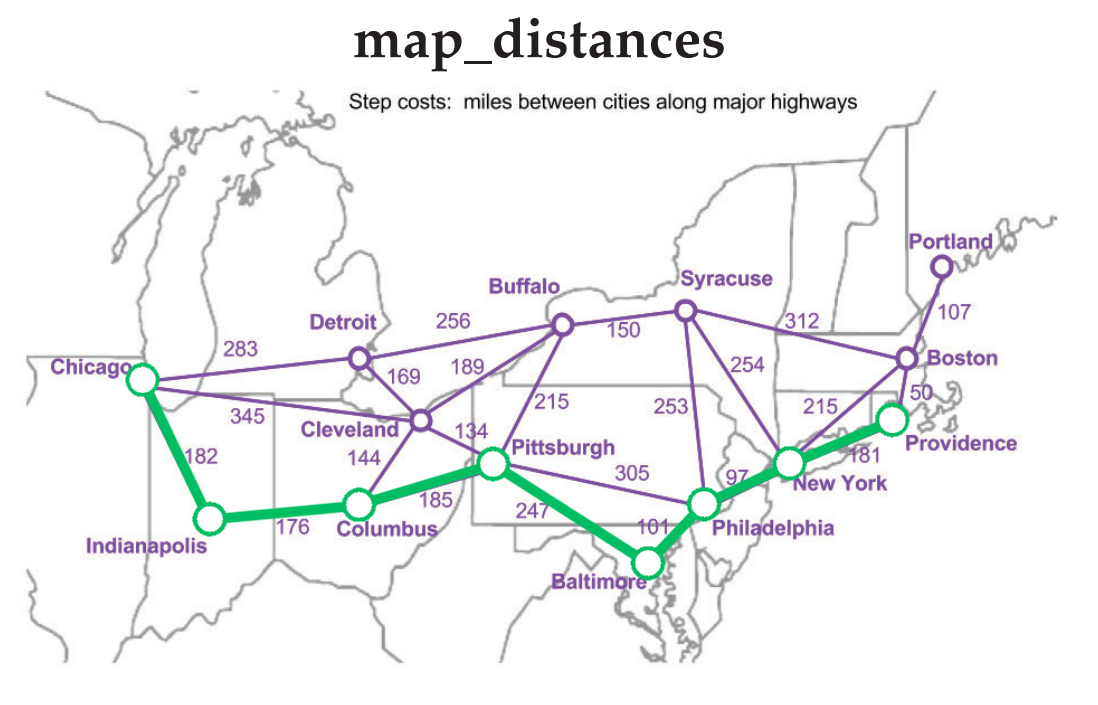 map_distances
Step costs: miles between cities along major highways
Portland
Syracuse
Buffalo
107
Detroit
256
312
150
283
Boston
Chicago
189
254
169
50
215
253
215
345
Cleveland
134
Providence
Pittsburgh
144
181
182
305
97
New York
185
247
176
Columbus
101
Philadelphia
Indianapolis
Baltimore